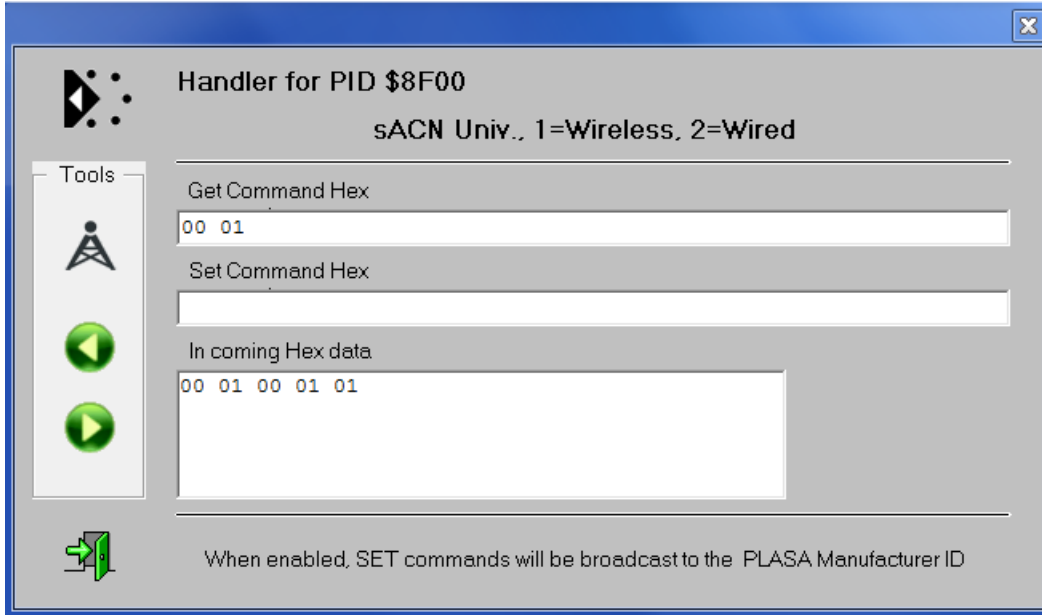 Handler for PID $8F00
sACN Univ., 1=Wireless, 2=Wired
Tools
Get Command Hex
00 01
Set Command Hex
In coming Hex data
00 01 00 01 01
When enabled, SET commands will be broadcast to the PLASA Manufacturer ID